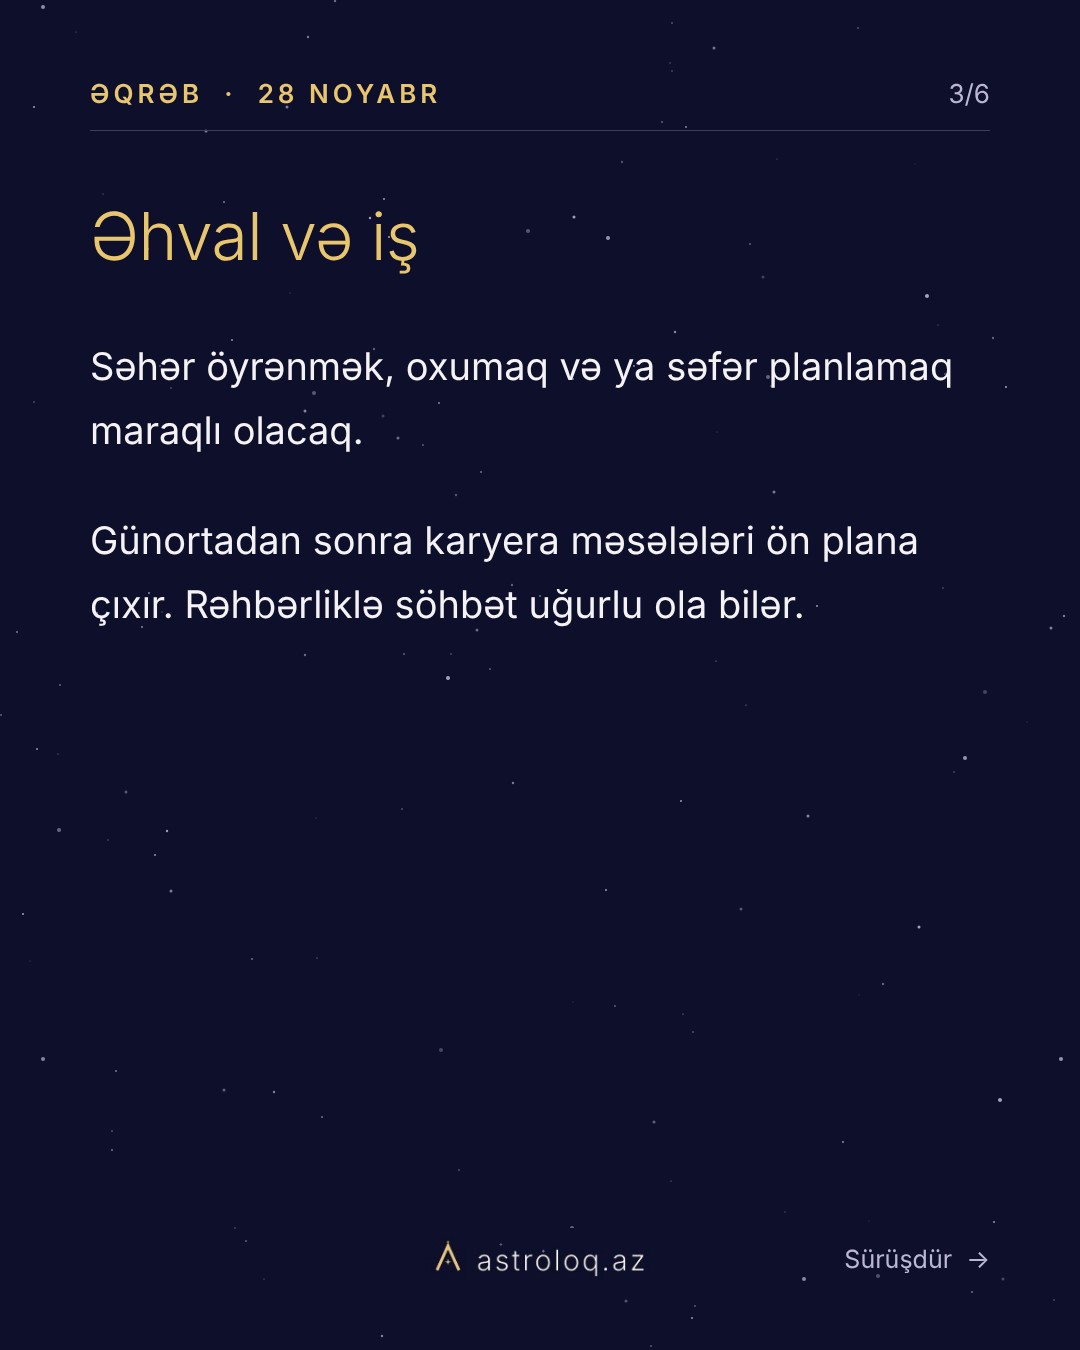 ƏQRƏB · 28 NOYABR
3/6
Əhval və iş
Səhər öyrənmək, oxumaq və ya səfər planlamaq
maraqlı olacaq.
Günortadan sonra karyera məsələləri ön plana
çıxır. Rəhbərliklə söhbət uğurlu ola bilər.
astroloq.az
Sürüşdür →